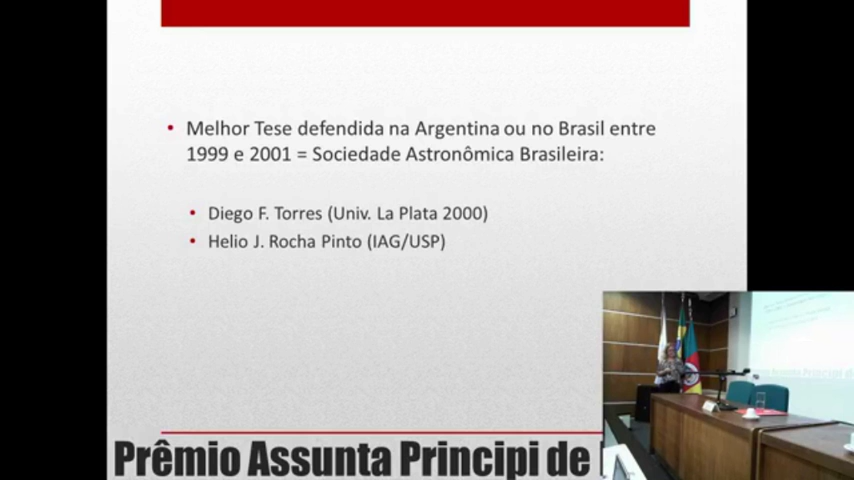 Melhor Tese defendida na Argentina ou no Brasil entre
1999 e 2001 = Sociedade Astronômica Brasileira:
Diego F. Torres (Univ. La Plata 2000)
Helio J. Rocha Pinto (IAG/USP)
Prêmio Assunta Principi de